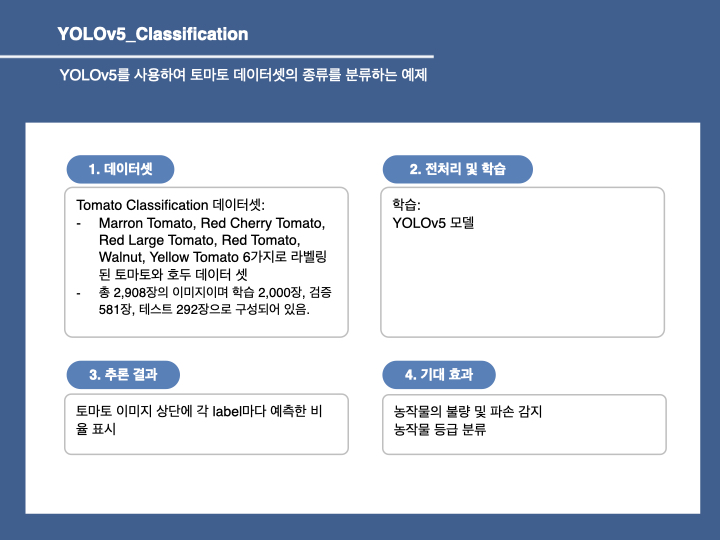 YOLOv5_Classification
YOLOv5를 사용하여 토마토 데이터셋의 종류를 분류하는 예제
1. 데이터셋
Tomato Classification 데이터셋:
- Marron Tomato, Red Cherry Tomato,
Red Large Tomato, Red Tomato,
Walnut, Yellow Tomato 6가지로 라벨링
된 토마토와 호두 데이터 셋
- 총 2,908장의 이미지이며 학습 2,000장, 검증
581장, 테스트 292장으로 구성되어 있음.
2. 전처리 및 학습
학습:
YOLOv5 모델
3. 추론 결과
토마토 이미지 상단에 각 label마다 예측한 비
율 표시
4. 기대 효과
농작물의 불량 및 파손 감지
농작물 등급 분류